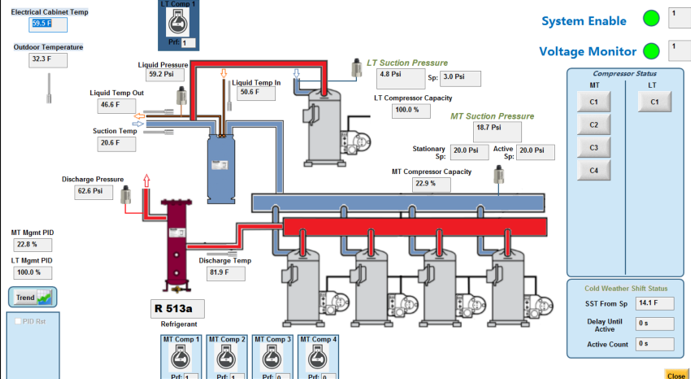 Electrical Cabinet Temp
59.5 F
Outdoor Temperature
32.3 F
LT Comp 1
Prf: 1
System Enable
1
Voltage Monitor
1
Liquid Pressure
59.2 Psi
Liquid Temp In
50.6 F
Liquid Temp Out
46.6 F
Suction Temp
20.6 F
LT Suction Pressure
4.8 Psi
Sp: 3.0 Psi
LT Compressor Capacity
100.0 %
MT Suction Pressure
18.7 Psi
Stationary Sp: 20.0 Psi
Active Sp: 20.0 Psi
MT Compressor Capacity
22.9 %
Compressor Status
MT
LT
C1
C1
C2
C3
C4
Discharge Pressure
62.6 Psi
MT Mgmt PID
22.8 %
LT Mgmt PID
100.0 %
Discharge Temp
81.9 F
Trend
PID Rst
R 513a
Refrigerant
MT Comp 1
MT Comp 2
MT Comp 3
MT Comp 4
Prf: 1
Prf: 1
Prf: 0
Prf: 0
Cold Weather Shift Status
SST From Sp
14.1 F
Delay Until Active
0 s
Active Count
0 s
Close